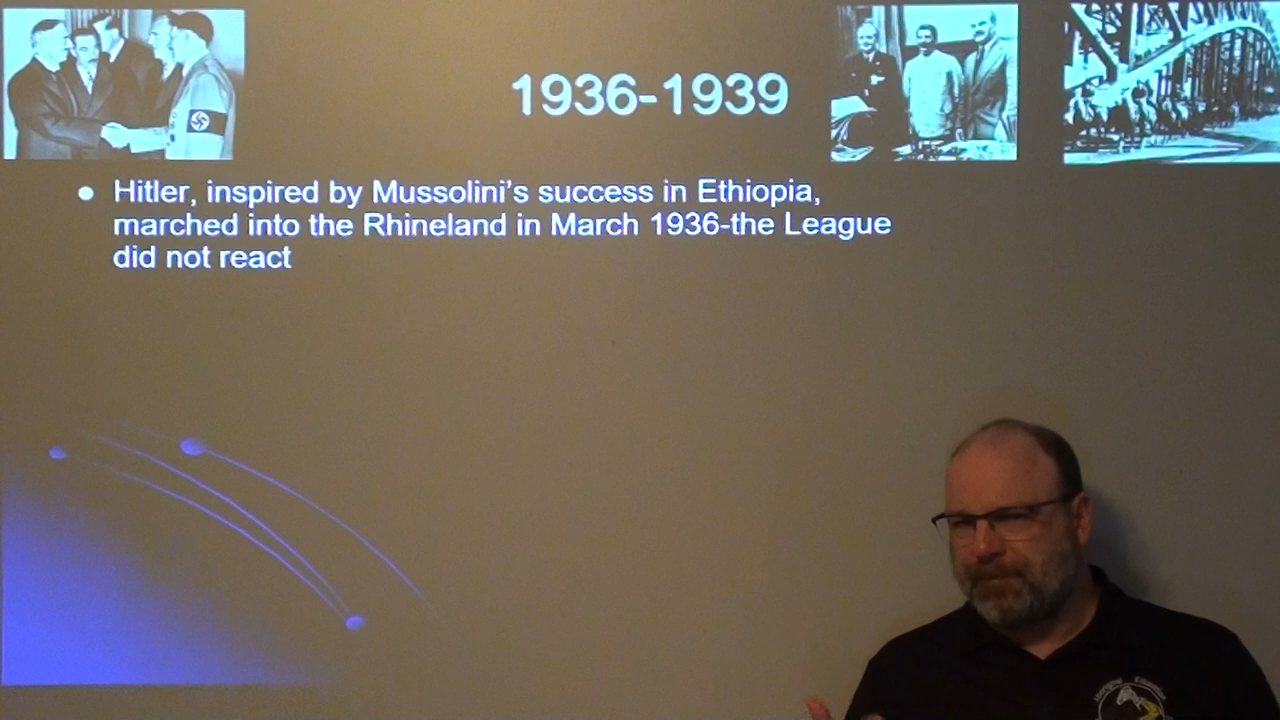 1936-1939
Hitler, inspired by Mussolini's success in Ethiopia,
marched into the Rhineland in March 1936-the League
did not react